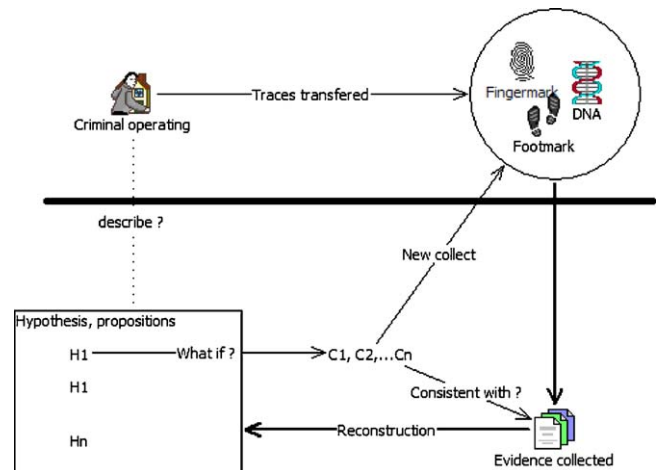 Traces transfered
Fingermark
DNA
Footmark
Criminal operating
describe ?
New collect
Hypothesis, propositions
H1
What if ?
C1, C2,...Cn
H1
Consistent with ?
Hn
Reconstruction
Evidence collected